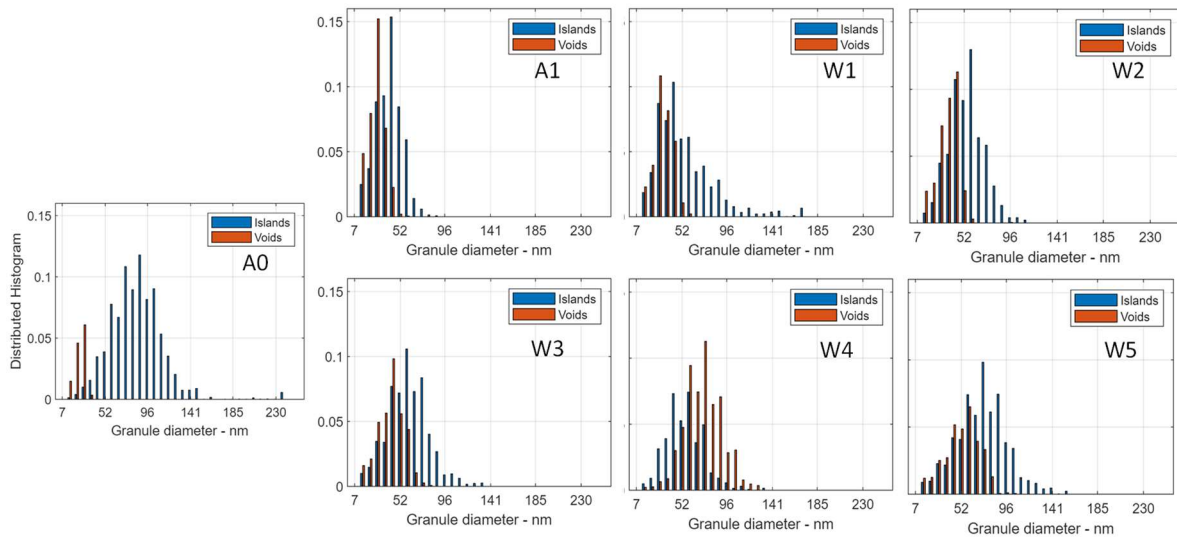 0.15
0.1
0.05
0
7 52 96 141 185 230
Granule diameter - nm
Distributed Histogram
Islands
Voids
A0
0.15
0.1
0.05
0
7 52 96 141 185 230
Granule diameter - nm
Islands
Voids
A1
7 52 96 141 185 230
Granule diameter - nm
Islands
Voids
W1
7 52 96 141 185 230
Granule diameter - nm
Islands
Voids
W2
0.15
0.1
0.05
0
7 52 96 141 185 230
Granule diameter - nm
Islands
Voids
W3
7 52 96 141 185 230
Granule diameter - nm
Islands
Voids
W4
7 52 96 141 185 230
Granule diameter - nm
Islands
Voids
W5